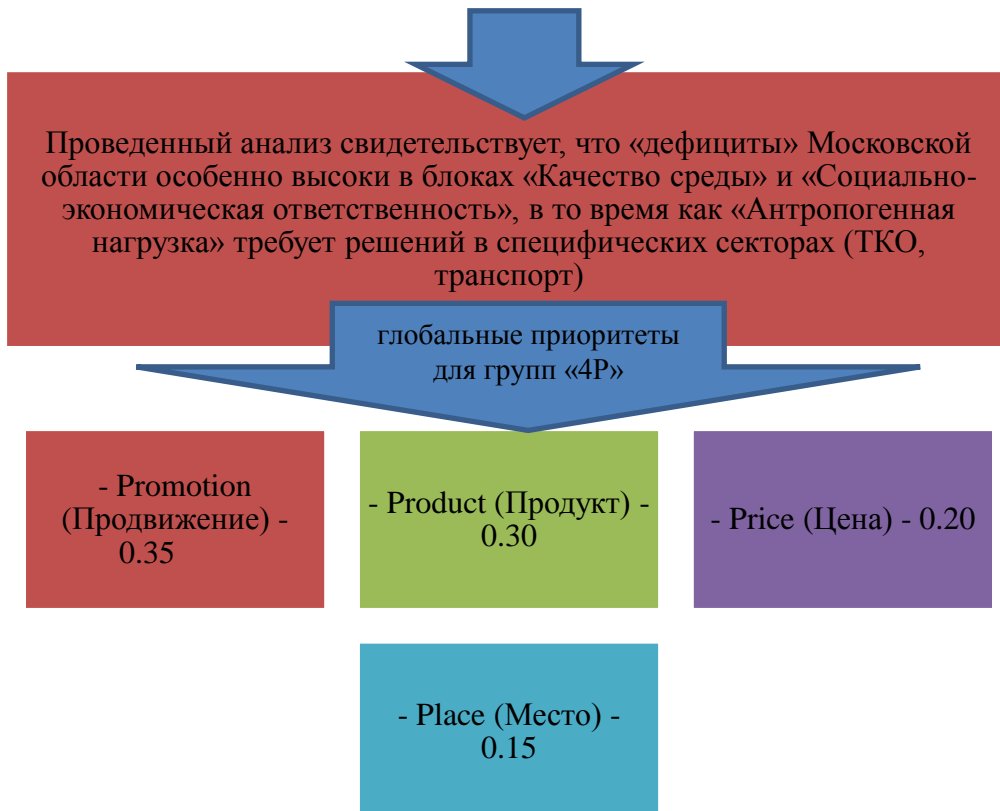 Проведенный анализ свидетельствует, что «дефициты» Московской
области особенно высоки в блоках «Качество среды» и «Социально-
экономическая ответственность», в то время как «Антропогенная
нагрузка» требует решений в специфических секторах (ТКО,
транспорт)
глобальные приоритеты
для групп «4P»
- Promotion
(Продвижение) -
0.35
- Product (Продукт) -
0.30
- Price (Цена) - 0.20
- Place (Место) -
0.15